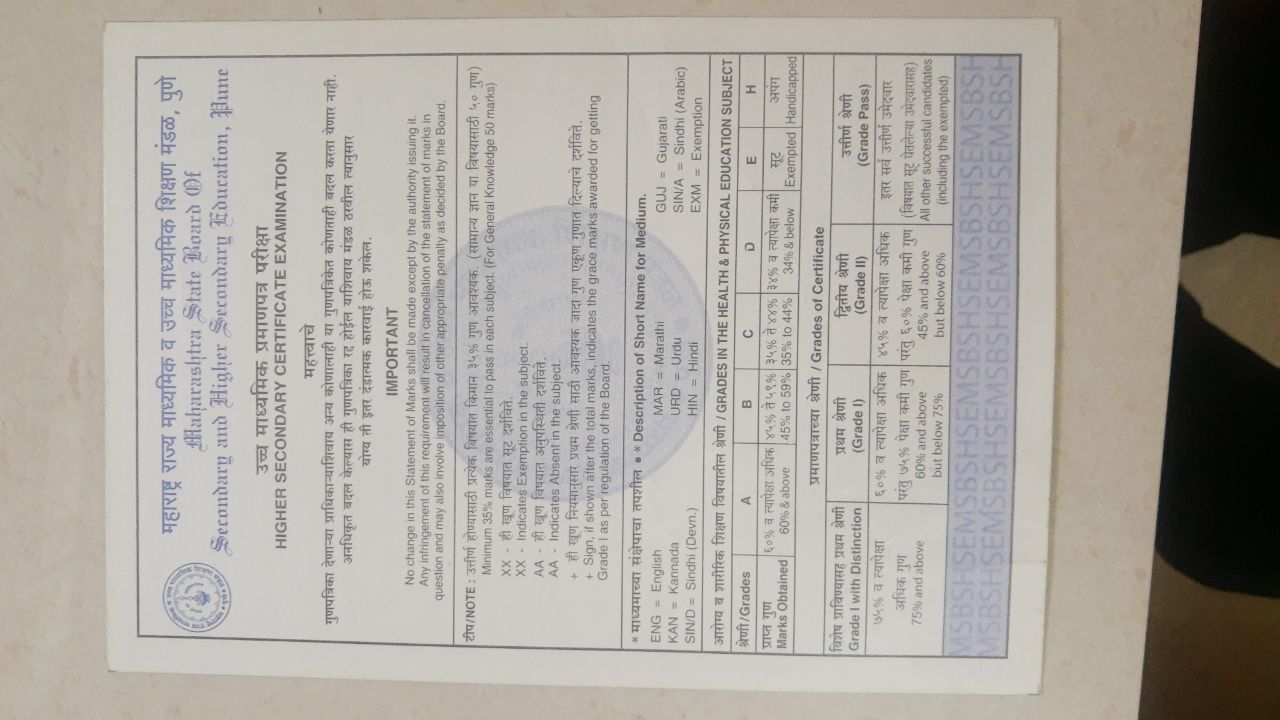 महाराष्ट्र राज्य माध्यमिक व उच्च माध्यमिक शिक्षण मंडळ, पुणे
Maharashtra State Board Of
Secondary and Higher Secondary Education, Pune
उच्च माध्यमिक प्रमाणपत्र परीक्षा
HIGHER SECONDARY CERTIFICATE EXAMINATION
महत्त्वाचे
गुणपत्रिका देणाऱ्या प्राधिकाऱ्याशिवाय अन्य कोणालाही या गुणपत्रिकेत कोणताही बदल करता येणार नाही.
अनधिकृत बदल केल्यास ही गुणपत्रिका रद्द होईल याशिवाय मंडळ ठरवील त्यानुसार
योग्य ती इतर दंडात्मक कारवाई होऊ शकेल.
IMPORTANT
No change in this Statement of Marks shall be made except by the authority issuing it.
Any infringement of this requirement will result in cancellation of the statement of marks in
question and may also involve imposition of other appropriate penalty as decided by the Board.
टीप/NOTE : उत्तीर्ण होण्यासाठी प्रत्येक विषयात किमान ३५% गुण आवश्यक. (सामान्य ज्ञान या विषयासाठी ५० गुण)
Minimum 35% marks are essential to pass in each subject. (For General Knowledge 50 marks)
XX - ही खूण विषयात सूट दर्शविते.
XX - Indicates Exemption in the subject.
AA - ही खूण विषयात अनुपस्थिती दर्शविते.
AA - Indicates Absent in the subject.
+ ही खूण नियमानुसार प्रथम श्रेणी साठी आवश्यक जादा गुण एकूण गुणात दिल्याचे दर्शविते.
+ Sign, if shown after the total marks, indicates the grace marks awarded for getting
Grade I as per regulation of the Board.
* माध्यमाच्या संक्षेपाचा तपशील ● * Description of Short Name for Medium.
ENG = English MAR = Marathi GUJ = Gujarati
KAN = Kannada URD = Urdu SIN/A = Sindhi (Arabic)
SIN/D = Sindhi (Devn.) HIN = Hindi EXM = Exemption
आरोग्य व शारीरिक शिक्षण विषयातील श्रेणी / GRADES IN THE HEALTH & PHYSICAL EDUCATION SUBJECT
श्रेणी/Grades A B C D E H
प्राप्त गुण ६०% व त्यापेक्षा अधिक ४५% ते ५९% ३५% ते ४४% ३४% व त्यापेक्षा कमी सूट अपंग
Marks Obtained 60% & above 45% to 59% 35% to 44% 34% & below Exempted Handicapped
प्रमाणपत्राच्या श्रेणी / Grades of Certificate
विशेष प्राविण्यासह प्रथम श्रेणी प्रथम श्रेणी द्वितीय श्रेणी उत्तीर्ण श्रेणी
Grade I with Distinction (Grade I) (Grade II) (Grade Pass)
७५% व त्यापेक्षा ६०% व त्यापेक्षा अधिक ४५% व त्यापेक्षा अधिक इतर सर्व उत्तीर्ण उमेदवार
अधिक गुण परंतु ७५% पेक्षा कमी गुण परंतु ६०% पेक्षा कमी गुण (विषयात सूट घेतलेल्या उमेदवारासह)
75% and above 60% and above 45% and above All other successful candidates
but below 75% but below 60% (including the exempted)
MSBSHSEMSBSHSEMSBSHSEMSBSHSEMSBSHSEMSBSH
MSBSHSEMSBSHSEMSBSHSEMSBSHSEMSBSHSEMSBSH